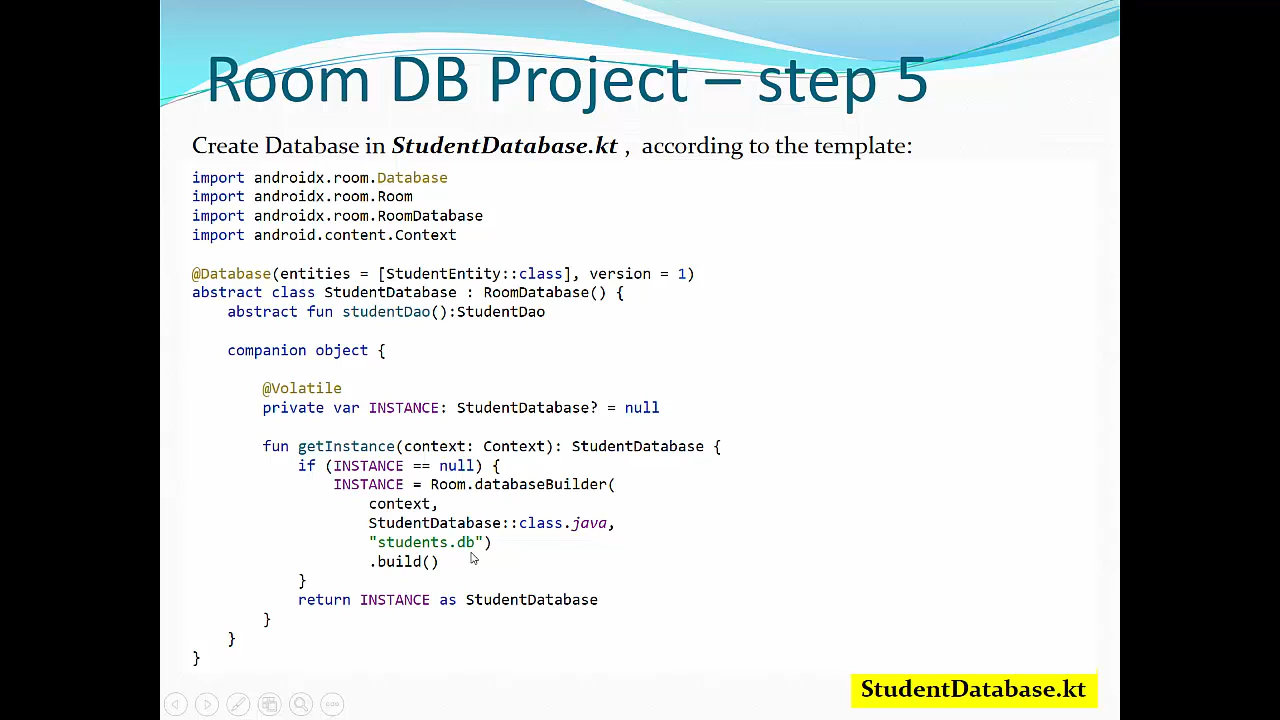 Room DB Project – step 5
Create Database in StudentDatabase.kt , according to the template:
import androidx.room.Database
import androidx.room.Room
import androidx.room.RoomDatabase
import android.content.Context
@Database(entities = [StudentEntity::class], version = 1)
abstract class StudentDatabase : RoomDatabase() {
    abstract fun studentDao():StudentDao
    companion object {
        @Volatile
        private var INSTANCE: StudentDatabase? = null
        fun getInstance(context: Context): StudentDatabase {
            if (INSTANCE == null) {
                INSTANCE = Room.databaseBuilder(
                    context,
                    StudentDatabase::class.java,
                    "students.db")
                    .build()
            }
            return INSTANCE as StudentDatabase
        }
    }
}
StudentDatabase.kt